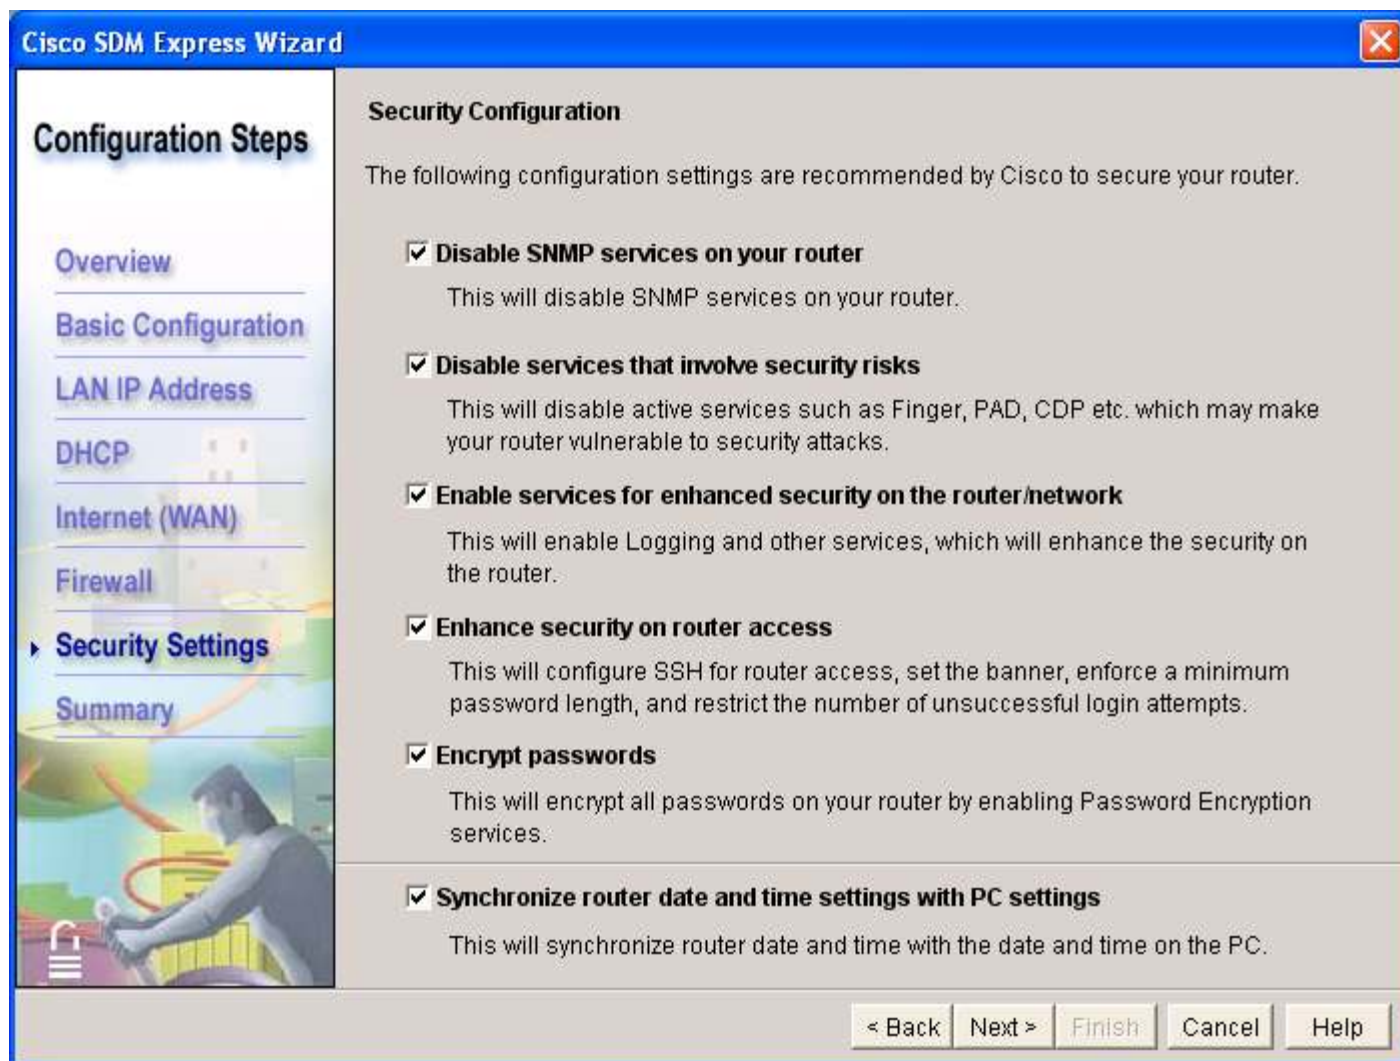 Cisco SDM Express Wizard
Configuration Steps
Overview
Basic Configuration
LAN IP Address
DHCP
Internet (WAN)
Firewall
Security Settings
Summary
Security Configuration
The following configuration settings are recommended by Cisco to secure your router.
Disable SNMP services on your router
This will disable SNMP services on your router.
Disable services that involve security risks
This will disable active services such as Finger, PAD, CDP etc. which may make
your router vulnerable to security attacks.
Enable services for enhanced security on the router/network
This will enable Logging and other services, which will enhance the security on
the router.
Enhance security on router access
This will configure SSH for router access, set the banner, enforce a minimum
password length, and restrict the number of unsuccessful login attempts.
Encrypt passwords
This will encrypt all passwords on your router by enabling Password Encryption
services.
Synchronize router date and time settings with PC settings
This will synchronize router date and time with the date and time on the PC.
< Back
Next >
Finish
Cancel
Help